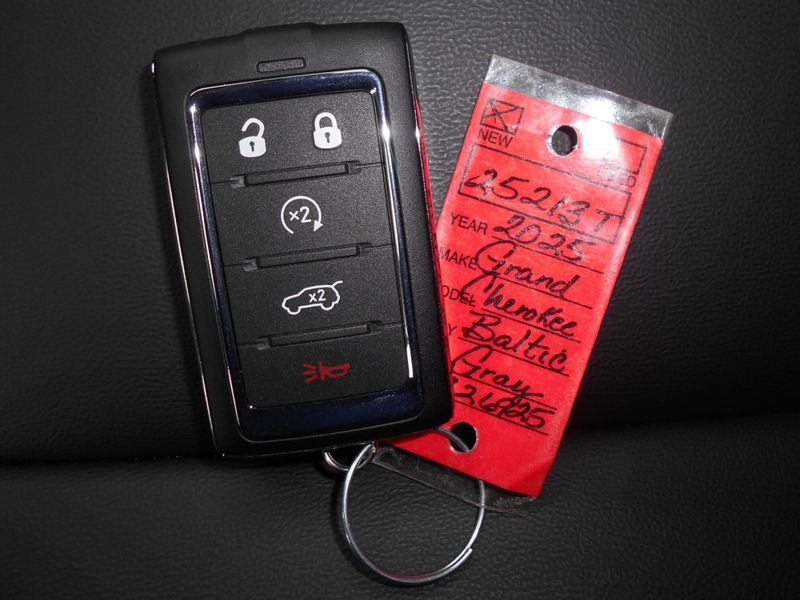 x2
x2
NEW
25213T
YEAR 2025
MAKE Grand
Cherokee
Baltic
Gray